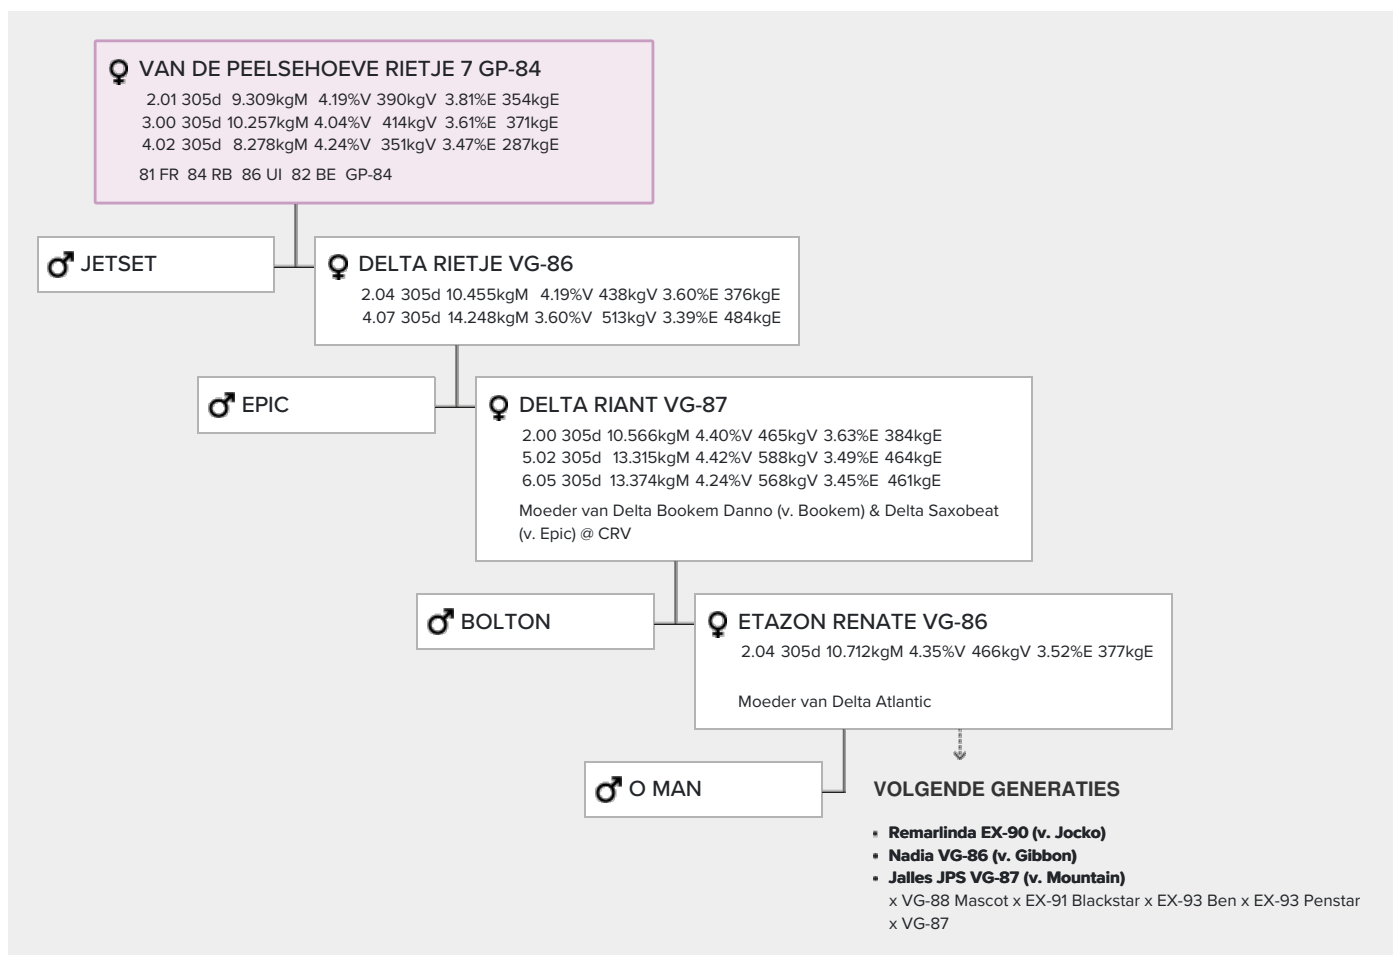 VAN DE PEELSEHOEVE RIETJE 7 GP-84
2.01 305d 9.309kgM 4.19%V 390kgV 3.81%E 354kgE
3.00 305d 10.257kgM 4.04%V 414kgV 3.61%E 371kgE
4.02 305d 8.278kgM 4.24%V 351kgV 3.47%E 287kgE
81 FR 84 RB 86 UI 82 BE GP-84
JETSET
DELTA RIETJE VG-86
2.04 305d 10.455kgM 4.19%V 438kgV 3.60%E 376kgE
4.07 305d 14.248kgM 3.60%V 513kgV 3.39%E 484kgE
EPIC
DELTA RIANT VG-87
2.00 305d 10.566kgM 4.40%V 465kgV 3.63%E 384kgE
5.02 305d 13.315kgM 4.42%V 588kgV 3.49%E 464kgE
6.05 305d 13.374kgM 4.24%V 568kgV 3.45%E 461kgE
Moeder van Delta Bookem Danno (v. Bookem) & Delta Saxobeat
(v. Epic) @ CRV
BOLTON
ETAZON RENATE VG-86
2.04 305d 10.712kgM 4.35%V 466kgV 3.52%E 377kgE
Moeder van Delta Atlantic
O MAN
VOLGENDE GENERATIES
▪ Remarlinda EX-90 (v. Jocko)
▪ Nadia VG-86 (v. Gibbon)
▪ Jalles JPS VG-87 (v. Mountain)
x VG-88 Mascot x EX-91 Blackstar x EX-93 Ben x EX-93 Penstar
x VG-87